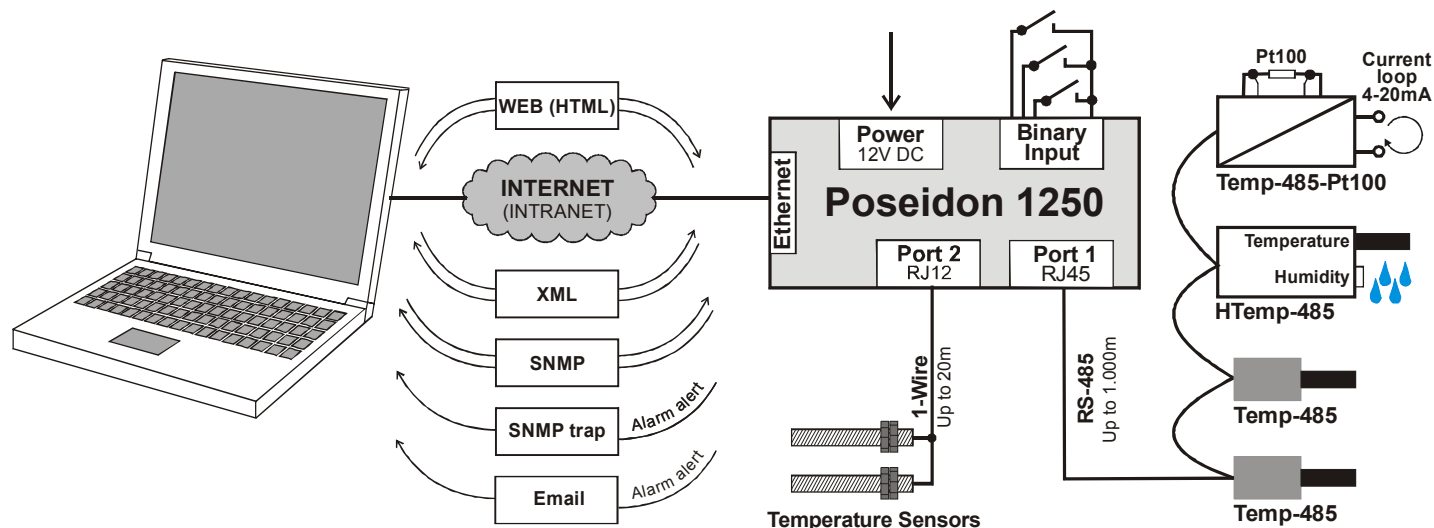 WEB (HTML)
INTERNET
(INTRANET)
XML
SNMP
SNMP trap
Alarm alert
Email
Alarm alert
Power
12V DC
Binary
Input
Ethernet
Poseidon 1250
Port 2
RJ12
Port 1
RJ45
1-Wire
Up to 20m
RS-485
Up to 1.000m
Temperature Sensors
Pt100
Current
loop
4-20mA
Temp-485-Pt100
Temperature
Humidity
HTemp-485
Temp-485
Temp-485